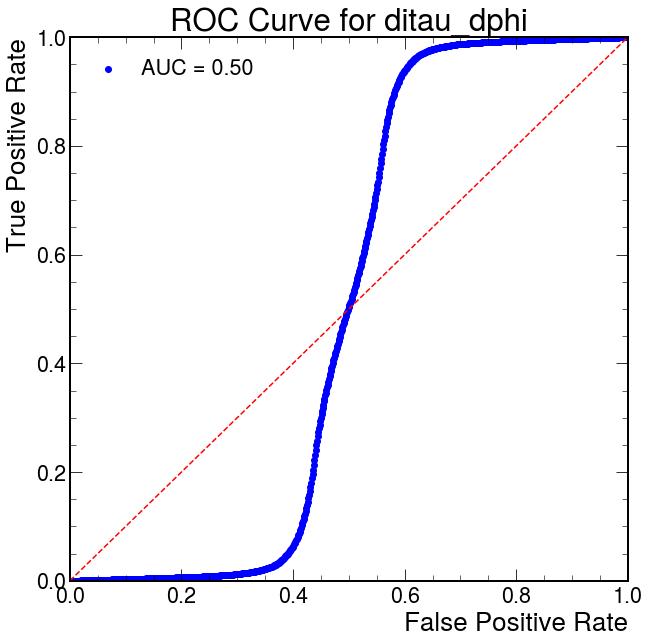 ROC Curve for ditau_dphi
AUC = 0.50
True Positive Rate
1.0
0.8
0.6
0.4
0.2
0.0
0.0 0.2 0.4 0.6 0.8 1.0
False Positive Rate